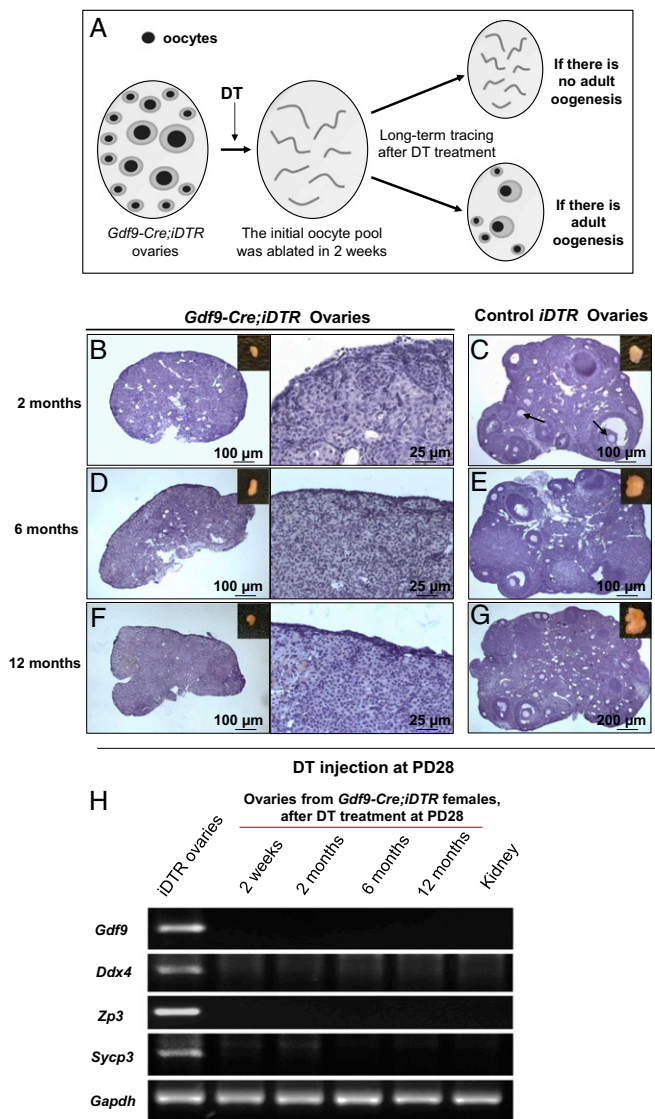 A
oocytes
DT
Gdf9-Cre;iDTR
ovaries
The initial oocyte pool
was ablated in 2 weeks
Long-term tracing
after DT treatment
If there is
no adult
oogenesis
If there is
adult
oogenesis
Gdf9-Cre;iDTR Ovaries
Control iDTR Ovaries
2 months
B
100 µm
25 µm
C
100 µm
6 months
D
100 µm
25 µm
E
100 µm
12 months
F
100 µm
25 µm
G
200 µm
DT injection at PD28
H
Ovaries from Gdf9-Cre;iDTR females,
after DT treatment at PD28
iDTR ovaries
2 weeks
2 months
6 months
12 months
Kidney
Gdf9
Ddx4
Zp3
Sycp3
Gapdh